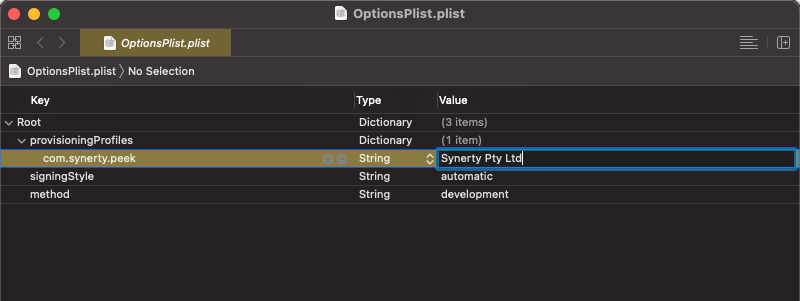 OptionsPlist.plist
OptionsPlist.plist
OptionsPlist.plist 〉 No Selection
Key Type Value
Root Dictionary (3 items)
provisioningProfiles Dictionary (1 item)
com.synerty.peek String Synerty Pty Ltd
signingStyle String automatic
method String development